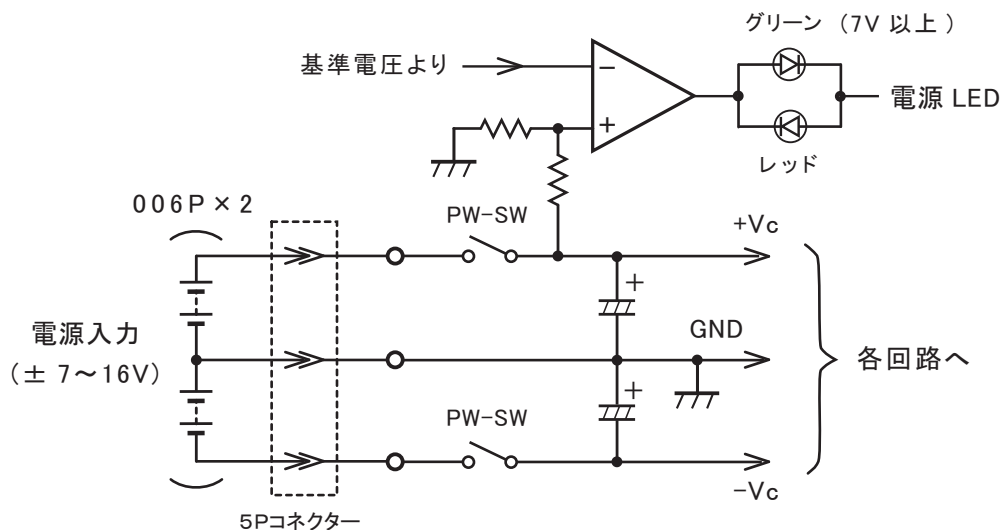 グリーン (7V 以上)
基準電圧より
−
+
電源 LED
レッド
006P × 2
PW-SW
+Vc
+
電源入力
(± 7~16V)
GND
各回路へ
+
PW-SW
−Vc
5Pコネクター